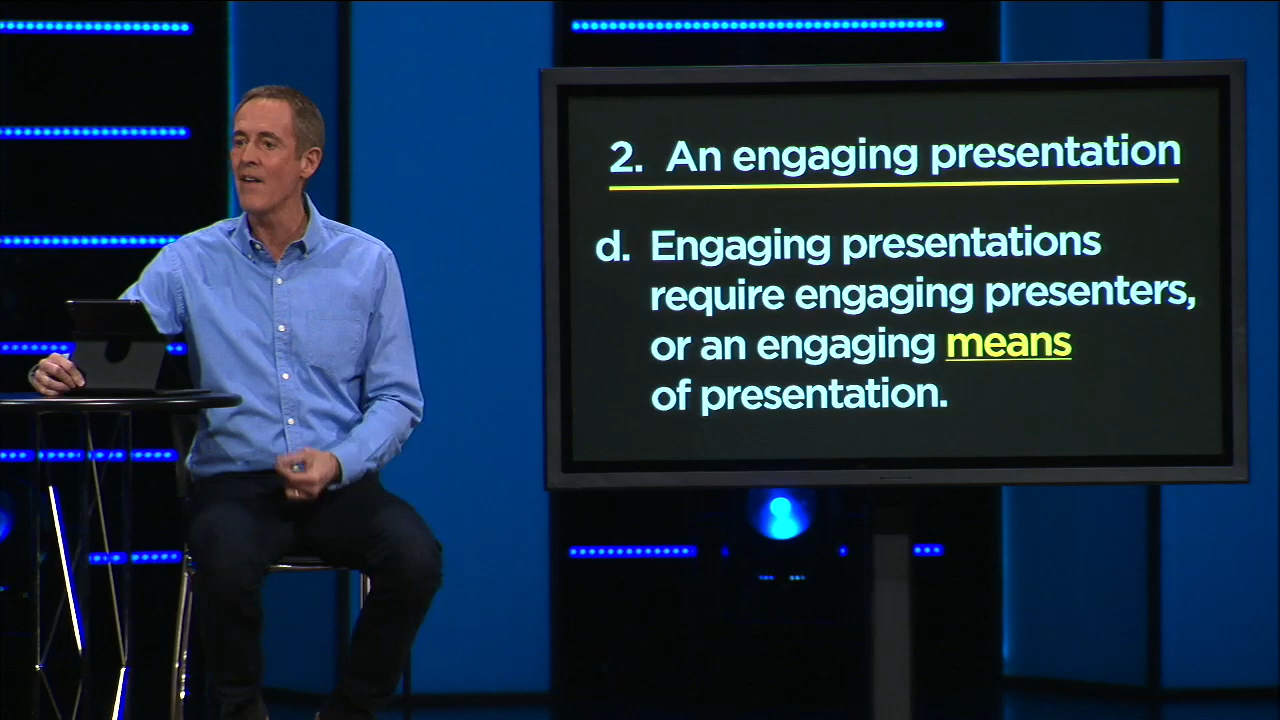 2. An engaging presentation
d. Engaging presentations
require engaging presenters,
or an engaging means
of presentation.